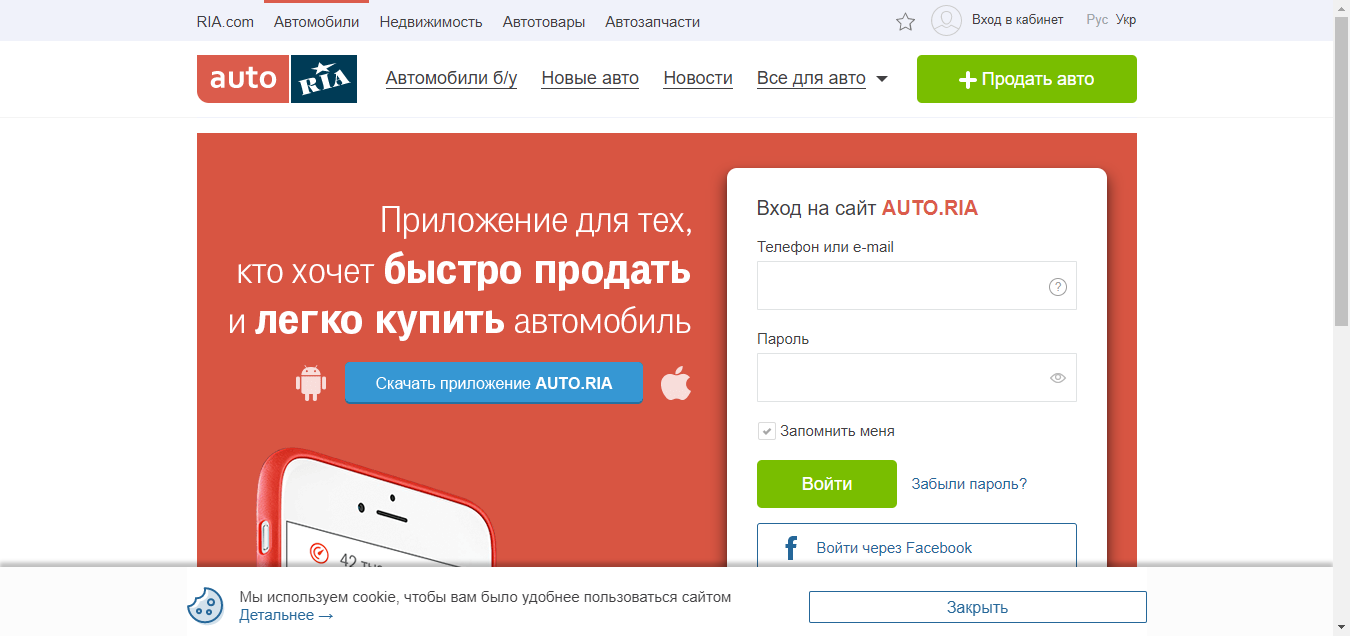 RIA.com Автомобили Недвижимость Автотовары Автозапчасти Вход в кабинет Рус Укр
auto RIA Автомобили б/у Новые авто Новости Все для авто Продать авто
Приложение для тех,
кто хочет быстро продать
и легко купить автомобиль
Скачать приложение AUTO.RIA
Вход на сайт AUTO.RIA
Телефон или e-mail
?
Пароль
Запомнить меня
Войти Забыли пароль?
f Войти через Facebook
Мы используем cookie, чтобы вам было удобнее пользоваться сайтом
Детальнее →
Закрыть